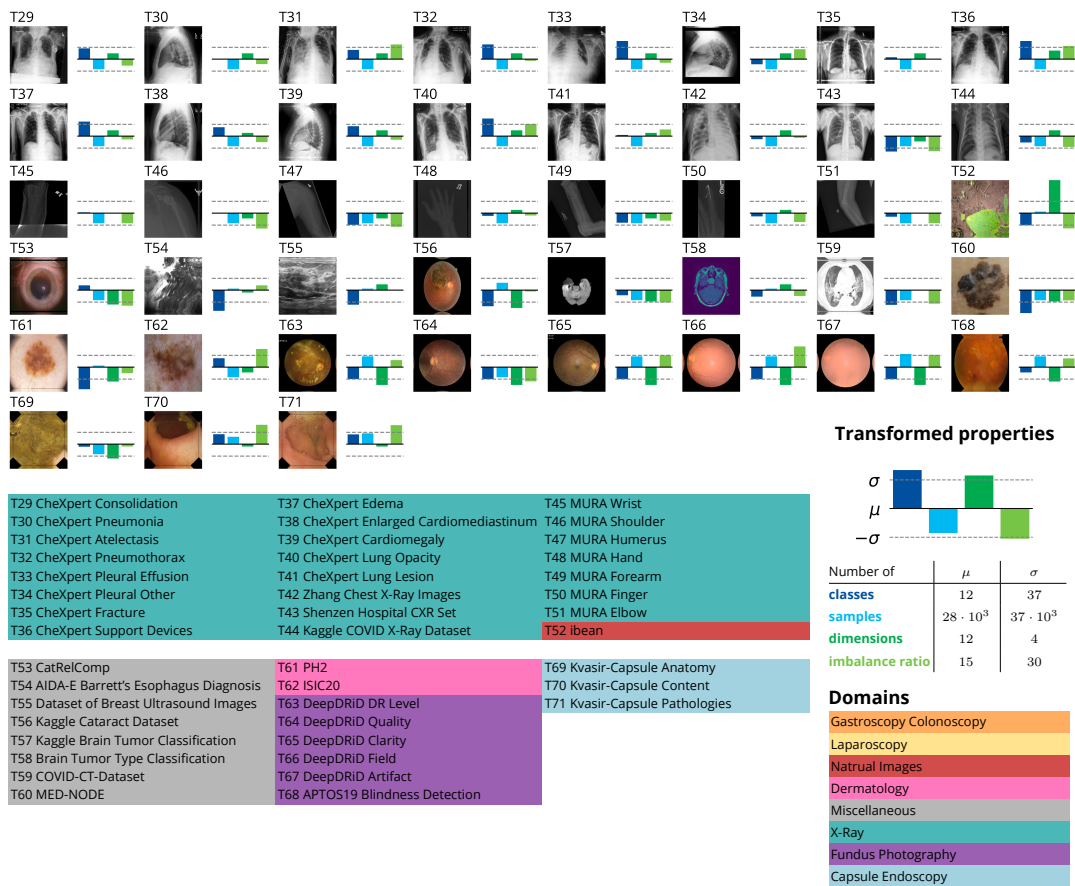 T29 T30 T31 T32 T33 T34 T35 T36
T37 T38 T39 T40 T41 T42 T43 T44
T45 T46 T47 T48 T49 T50 T51 T52
T53 T54 T55 T56 T57 T58 T59 T60
T61 T62 T63 T64 T65 T66 T67 T68
T69 T70 T71
T29 CheXpert Consolidation
T30 CheXpert Pneumonia
T31 CheXpert Atelectasis
T32 CheXpert Pneumothorax
T33 CheXpert Pleural Effusion
T34 CheXpert Pleural Other
T35 CheXpert Fracture
T36 CheXpert Support Devices
T37 CheXpert Edema
T38 CheXpert Enlarged Cardiomediastinum
T39 CheXpert Cardiomegaly
T40 CheXpert Lung Opacity
T41 CheXpert Lung Lesion
T42 Zhang Chest X-Ray Images
T43 Shenzen Hospital CXR Set
T44 Kaggle COVID X-Ray Dataset
T45 MURA Wrist
T46 MURA Shoulder
T47 MURA Humerus
T48 MURA Hand
T49 MURA Forearm
T50 MURA Finger
T51 MURA Elbow
T52 ibean
T53 CatRelComp
T54 AIDA-E Barrett's Esophagus Diagnosis
T55 Dataset of Breast Ultrasound Images
T56 Kaggle Cataract Dataset
T57 Kaggle Brain Tumor Classification
T58 Brain Tumor Type Classification
T59 COVID-CT-Dataset
T60 MED-NODE
T61 PH2
T62 ISIC20
T63 DeepDRiD DR Level
T64 DeepDRiD Quality
T65 DeepDRiD Clarity
T66 DeepDRiD Field
T67 DeepDRiD Artifact
T68 APTOS19 Blindness Detection
T69 Kvasir-Capsule Anatomy
T70 Kvasir-Capsule Content
T71 Kvasir-Capsule Pathologies
Transformed properties
σ
μ
−σ
Number of μ σ
classes 12 37
samples 28 · 10³ 37 · 10³
dimensions 12 4
imbalance ratio 15 30
Domains
Gastroscopy Colonoscopy
Laparoscopy
Natrual Images
Dermatology
Miscellaneous
X-Ray
Fundus Photography
Capsule Endoscopy